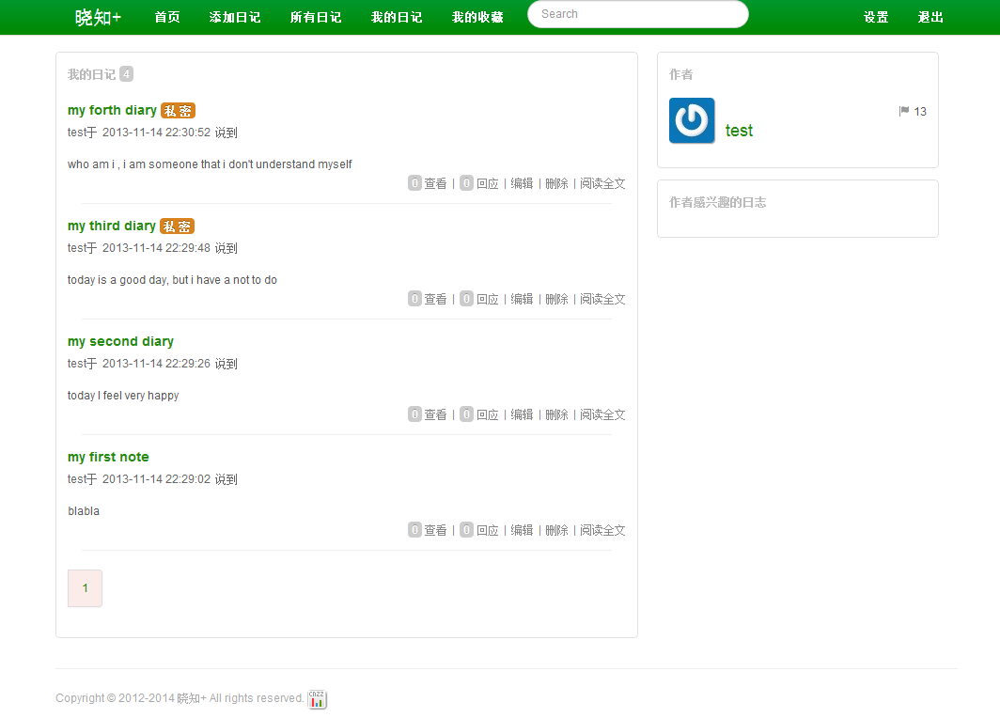 晓知+ 首页 添加日记 所有日记 我的日记 我的收藏 Search 设置 退出
我的日记 4
my forth diary 私密
test于 2013-11-14 22:30:52 说到
who am i , i am someone that i don't understand myself
0 查看 | 0 回应 | 编辑 | 删除 | 阅读全文
my third diary 私密
test于 2013-11-14 22:29:48 说到
today is a good day, but i have a not to do
0 查看 | 0 回应 | 编辑 | 删除 | 阅读全文
my second diary
test于 2013-11-14 22:29:26 说到
today I feel very happy
0 查看 | 0 回应 | 编辑 | 删除 | 阅读全文
my first note
test于 2013-11-14 22:29:02 说到
blabla
0 查看 | 0 回应 | 编辑 | 删除 | 阅读全文
1
作者
test
13
作者感兴趣的日志
Copyright © 2012-2014 晓知+ All rights reserved. CNZZ